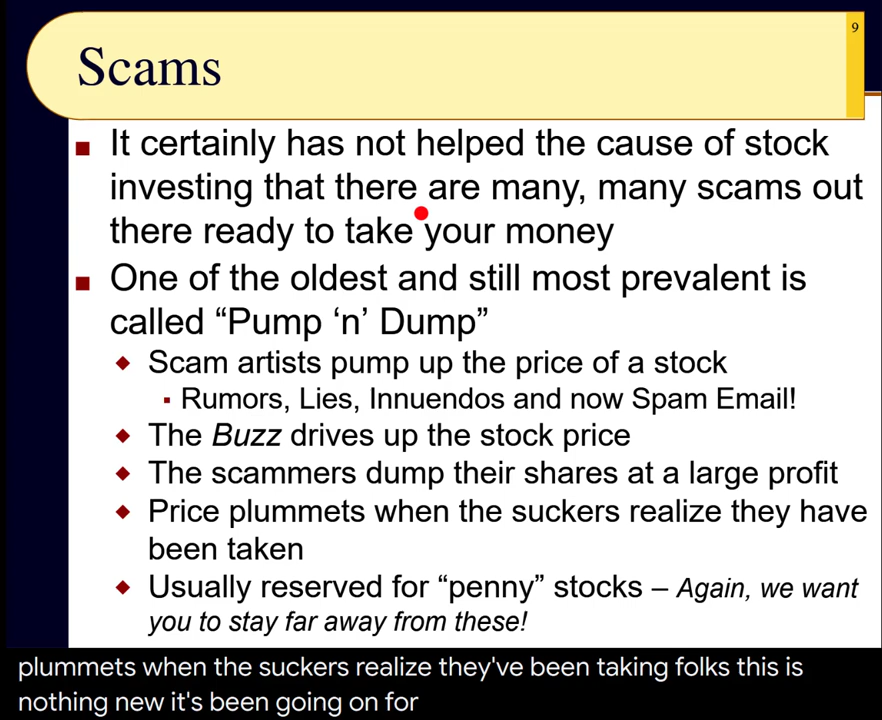 9
Scams
■ It certainly has not helped the cause of stock
investing that there are many, many scams out
there ready to take your money
■ One of the oldest and still most prevalent is
called “Pump ‘n’ Dump”
◆ Scam artists pump up the price of a stock
▪ Rumors, Lies, Innuendos and now Spam Email!
◆ The Buzz drives up the stock price
◆ The scammers dump their shares at a large profit
◆ Price plummets when the suckers realize they have
been taken
◆ Usually reserved for “penny” stocks – Again, we want
you to stay far away from these!
plummets when the suckers realize they've been taking folks this is
nothing new it's been going on for